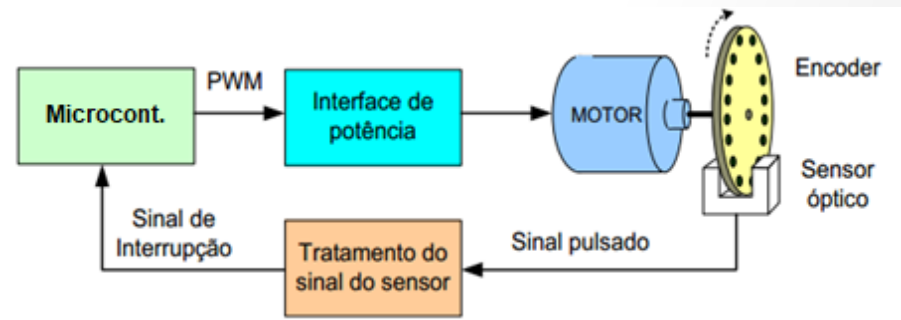 Microcont.
PWM
Interface de
potência
MOTOR
Encoder
Sensor
óptico
Sinal pulsado
Tratamento do
sinal do sensor
Sinal de
Interrupção